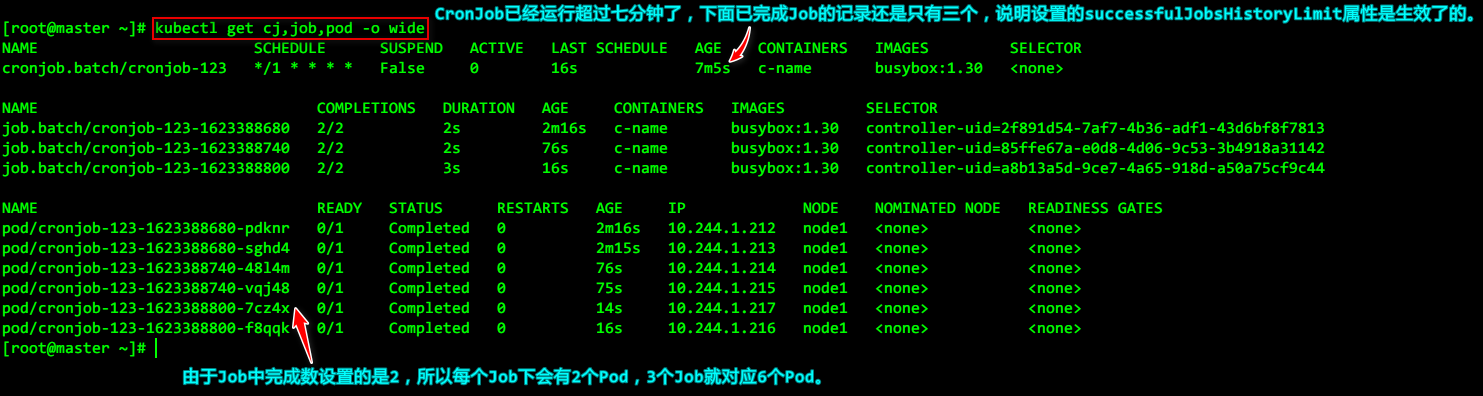 CronJob已经运行超过七分钟了，下面已完成Job的记录还是只有三个，说明设置的successfulJobsHistoryLimit属性是生效了的。
[root@master ~]# kubectl get cj,job,pod -o wide
NAME SCHEDULE SUSPEND ACTIVE LAST SCHEDULE AGE CONTAINERS IMAGES SELECTOR
cronjob.batch/cronjob-123 */1 * * * * False 0 16s 7m5s c-name busybox:1.30 <none>
NAME COMPLETIONS DURATION AGE CONTAINERS IMAGES SELECTOR
job.batch/cronjob-123-1623388680 2/2 2s 2m16s c-name busybox:1.30 controller-uid=2f891d54-7af7-4b36-adf1-43d6bf8f7813
job.batch/cronjob-123-1623388740 2/2 2s 76s c-name busybox:1.30 controller-uid=85ffe67a-e0d8-4d06-9c53-3b4918a31142
job.batch/cronjob-123-1623388800 2/2 3s 16s c-name busybox:1.30 controller-uid=a8b13a5d-9ce7-4a65-918d-a50a75cf9c44
NAME READY STATUS RESTARTS AGE IP NODE NOMINATED NODE READINESS GATES
pod/cronjob-123-1623388680-pdknr 0/1 Completed 0 2m16s 10.244.1.212 node1 <none> <none>
pod/cronjob-123-1623388680-sghd4 0/1 Completed 0 2m15s 10.244.1.213 node1 <none> <none>
pod/cronjob-123-1623388740-48l4m 0/1 Completed 0 76s 10.244.1.214 node1 <none> <none>
pod/cronjob-123-1623388740-vqj48 0/1 Completed 0 75s 10.244.1.215 node1 <none> <none>
pod/cronjob-123-1623388800-7cz4x 0/1 Completed 0 14s 10.244.1.217 node1 <none> <none>
pod/cronjob-123-1623388800-f8qqk 0/1 Completed 0 16s 10.244.1.216 node1 <none> <none>
[root@master ~]#
由于Job中完成数设置的是2，所以每个Job下会有2个Pod，3个Job就对应6个Pod。